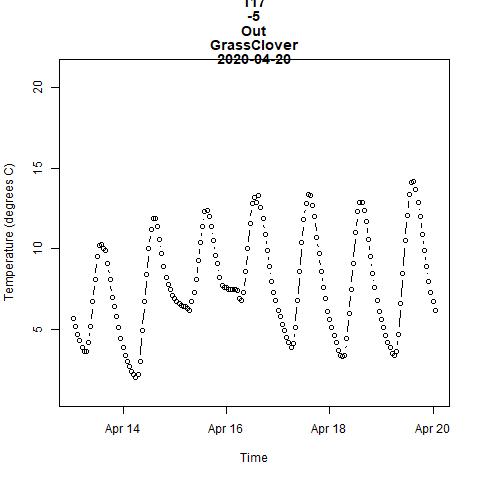 117
-5
Out
GrassClover
2020-04-20
Temperature (degrees C)
20
15
10
5
Apr 14
Apr 16
Apr 18
Apr 20
Time